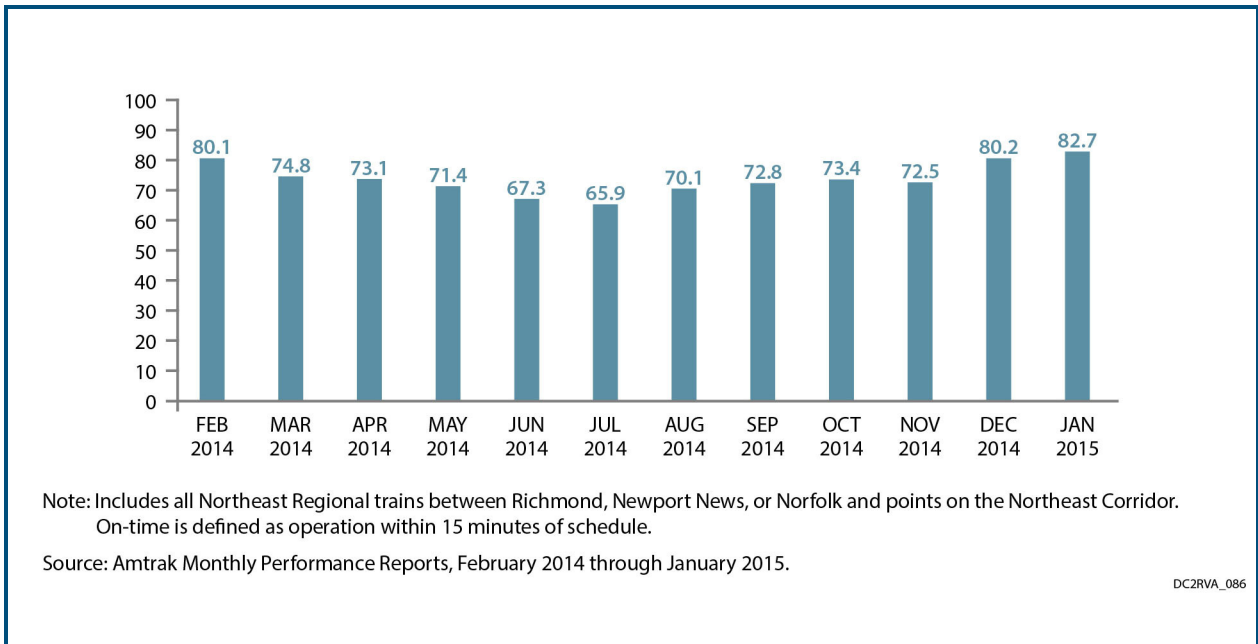 100
90
80
70
60
50
40
30
20
10
0
80.1
74.8
73.1
71.4
67.3
65.9
70.1
72.8
73.4
72.5
80.2
82.7
FEB
2014
MAR
2014
APR
2014
MAY
2014
JUN
2014
JUL
2014
AUG
2014
SEP
2014
OCT
2014
NOV
2014
DEC
2014
JAN
2015
Note: Includes all Northeast Regional trains between Richmond, Newport News, or Norfolk and points on the Northeast Corridor.
On-time is defined as operation within 15 minutes of schedule.
Source: Amtrak Monthly Performance Reports, February 2014 through January 2015.
DC2RVA_086